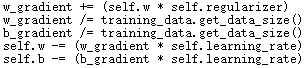 w_gradient += (self.w * self.regularizer)
w_gradient /= training_data.get_data_size()
b_gradient /= training_data.get_data_size()
self.w -= (w_gradient * self.learning_rate)
self.b -= (b_gradient * self.learning_rate)